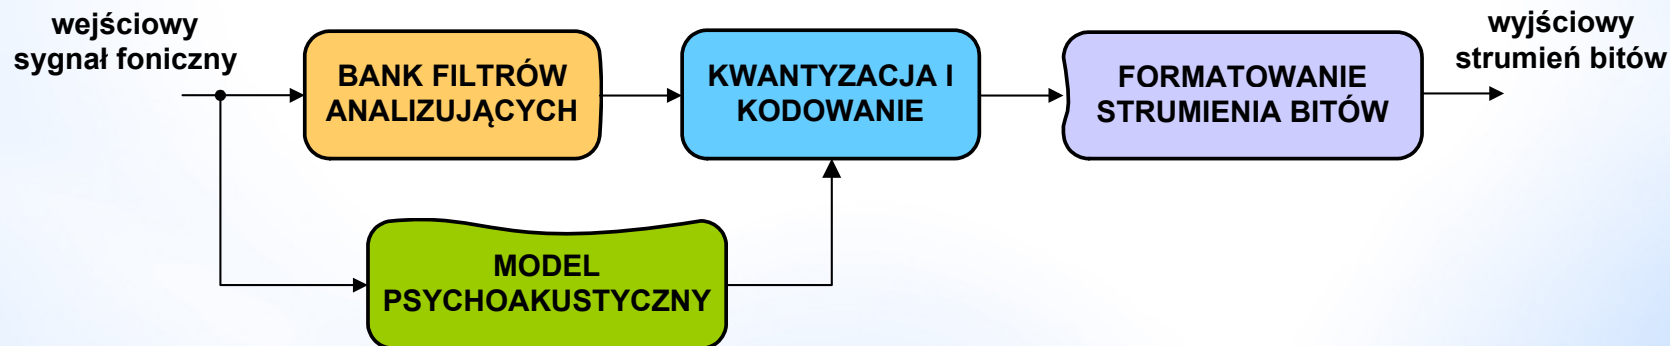 wejściowy
sygnał foniczny
BANK FILTRÓW
ANALIZUJĄCYCH
KWANTYZACJA I
KODOWANIE
FORMATOWANIE
STRUMIENIA BITÓW
wyjściowy
strumień bitów
MODEL
PSYCHOAKUSTYCZNY